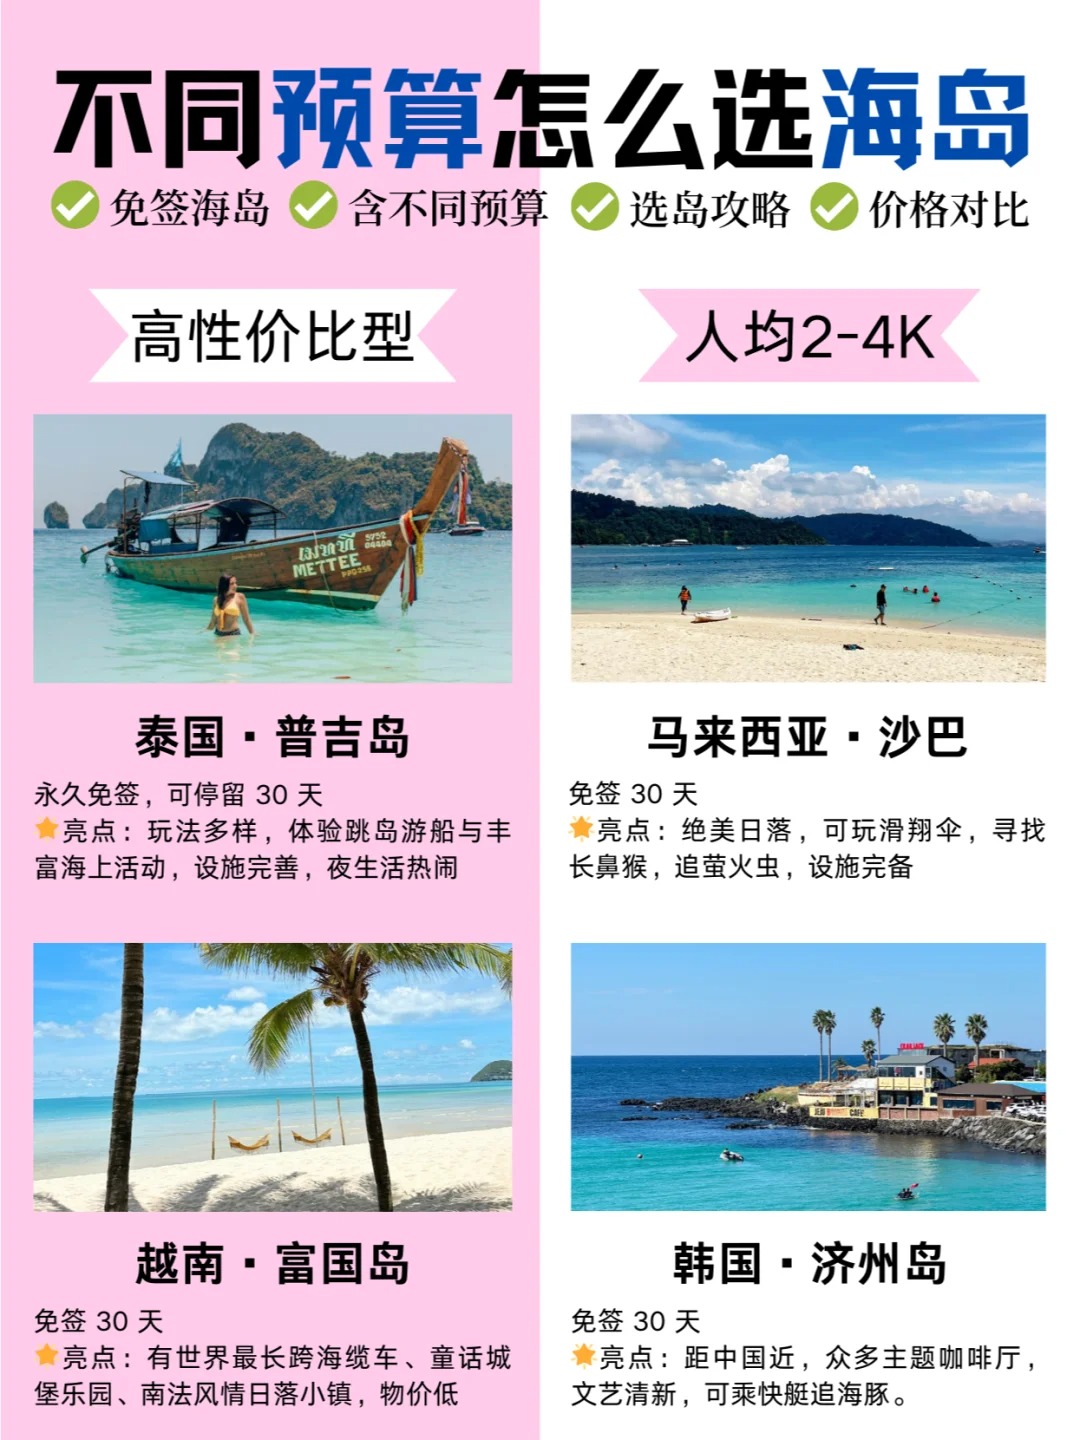 不同预算怎么选海岛
免签海岛 含不同预算 选岛攻略 价格对比
高性价比型
人均2-4K
METTEE
泰国·普吉岛
永久免签，可停留 30 天
亮点：玩法多样，体验跳岛游船与丰
富海上活动，设施完善，夜生活热闹
马来西亚·沙巴
免签 30 天
亮点：绝美日落，可玩滑翔伞，寻找
长鼻猴，追萤火虫，设施完备
越南·富国岛
免签 30 天
亮点：有世界最长跨海缆车、童话城
堡乐园、南法风情日落小镇，物价低
JEJU CAFE
韩国·济州岛
免签 30 天
亮点：距中国近，众多主题咖啡厅，
文艺清新，可乘快艇追海豚。